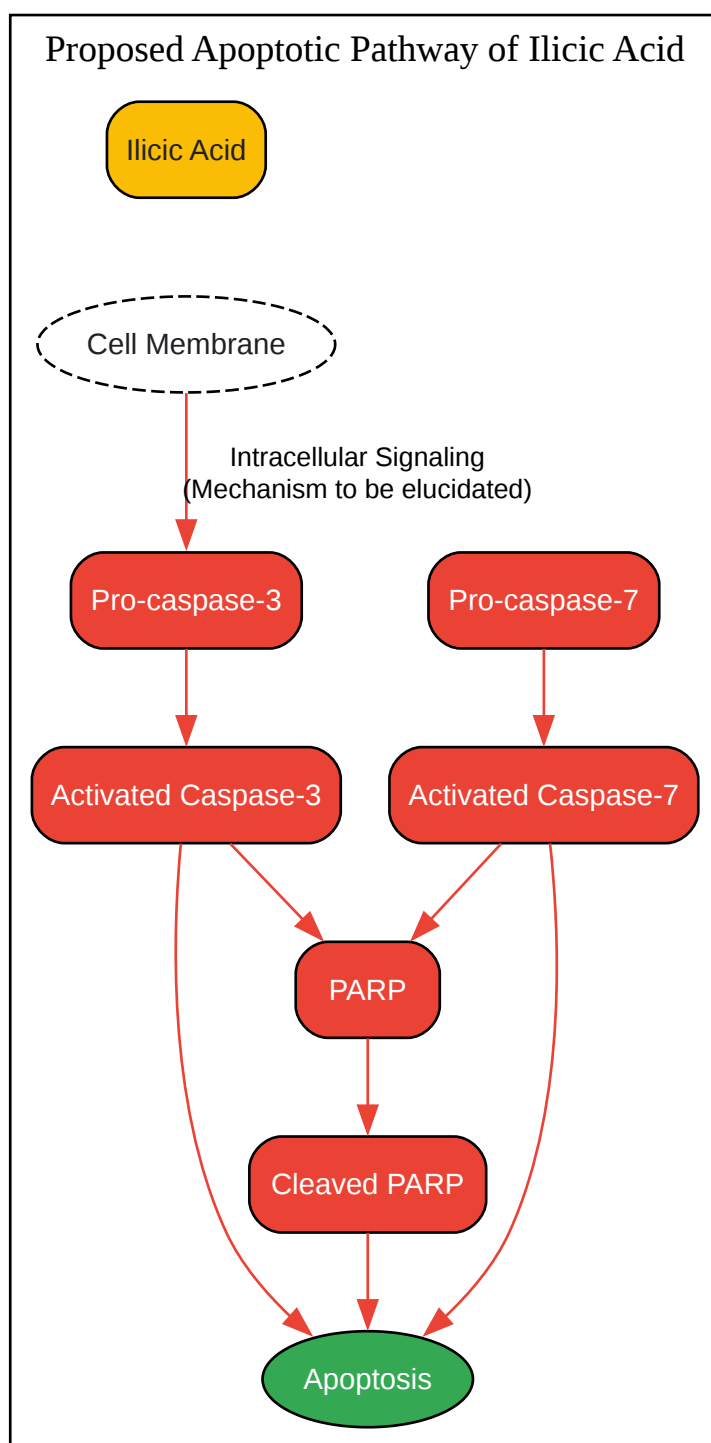 Proposed Apoptotic Pathway of Ilicic Acid
Ilicic Acid
Cell Membrane
Intracellular Signaling
(Mechanism to be elucidated)
Pro-caspase-3
Pro-caspase-7
Activated Caspase-3
Activated Caspase-7
PARP
Cleaved PARP
Apoptosis